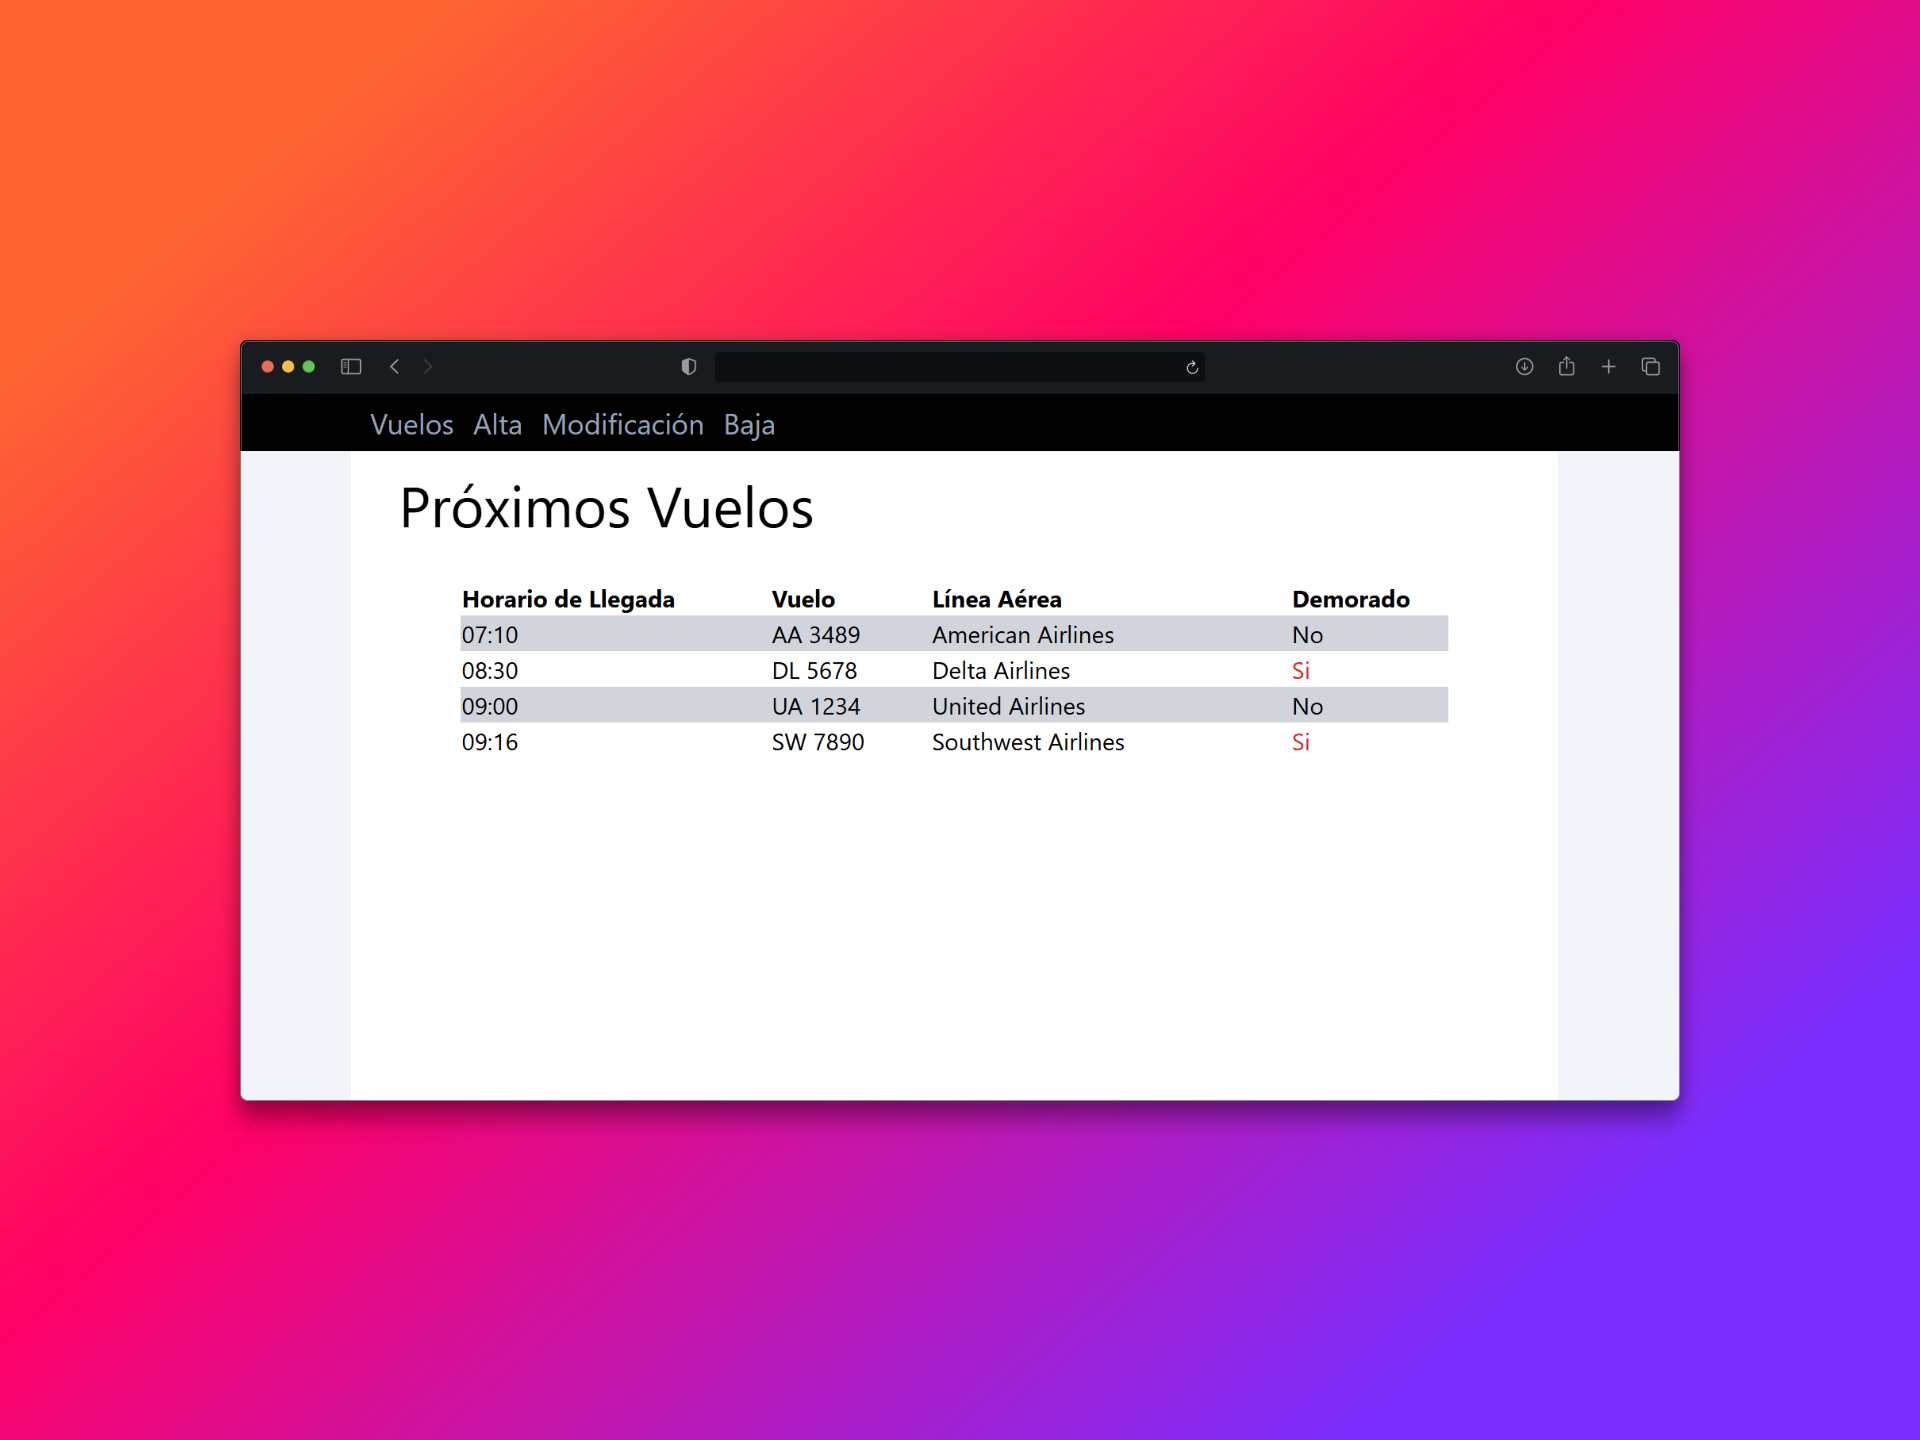 Vuelos Alta Modificación Baja
Próximos Vuelos
Horario de Llegada Vuelo Línea Aérea Demorado
07:10 AA 3489 American Airlines No
08:30 DL 5678 Delta Airlines Si
09:00 UA 1234 United Airlines No
09:16 SW 7890 Southwest Airlines Si